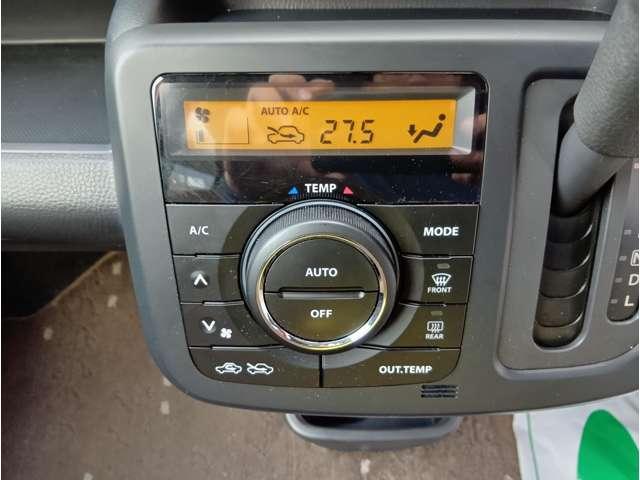 AUTO A/C
27.5
TEMP
A/C
MODE
AUTO
FRONT
OFF
REAR
OUT.TEMP
N
D
L